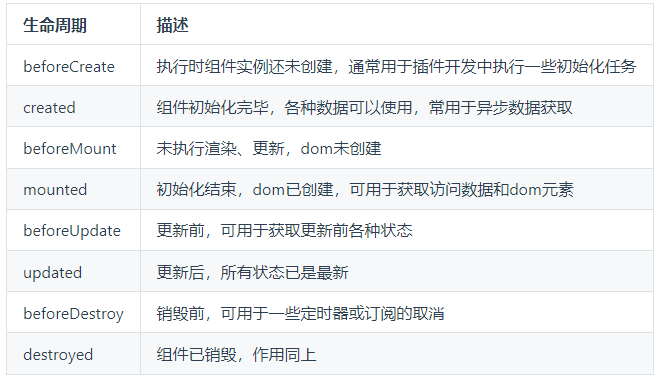 生命周期 描述
beforeCreate 执行时组件实例还未创建，通常用于插件开发中执行一些初始化任务
created 组件初始化完毕，各种数据可以使用，常用于异步数据获取
beforeMount 未执行渲染、更新，dom未创建
mounted 初始化结束，dom已创建，可用于获取访问数据和dom元素
beforeUpdate 更新前，可用于获取更新前各种状态
updated 更新后，所有状态已是最新
beforeDestroy 销毁前，可用于一些定时器或订阅的取消
destroyed 组件已销毁，作用同上